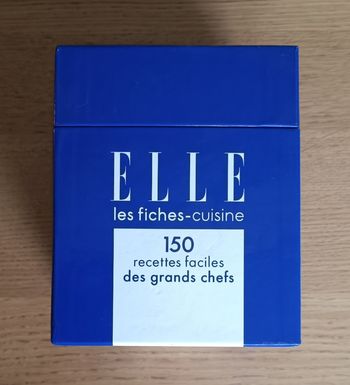 ELLE
les fiches-cuisine
150
recettes faciles
des grands chefs